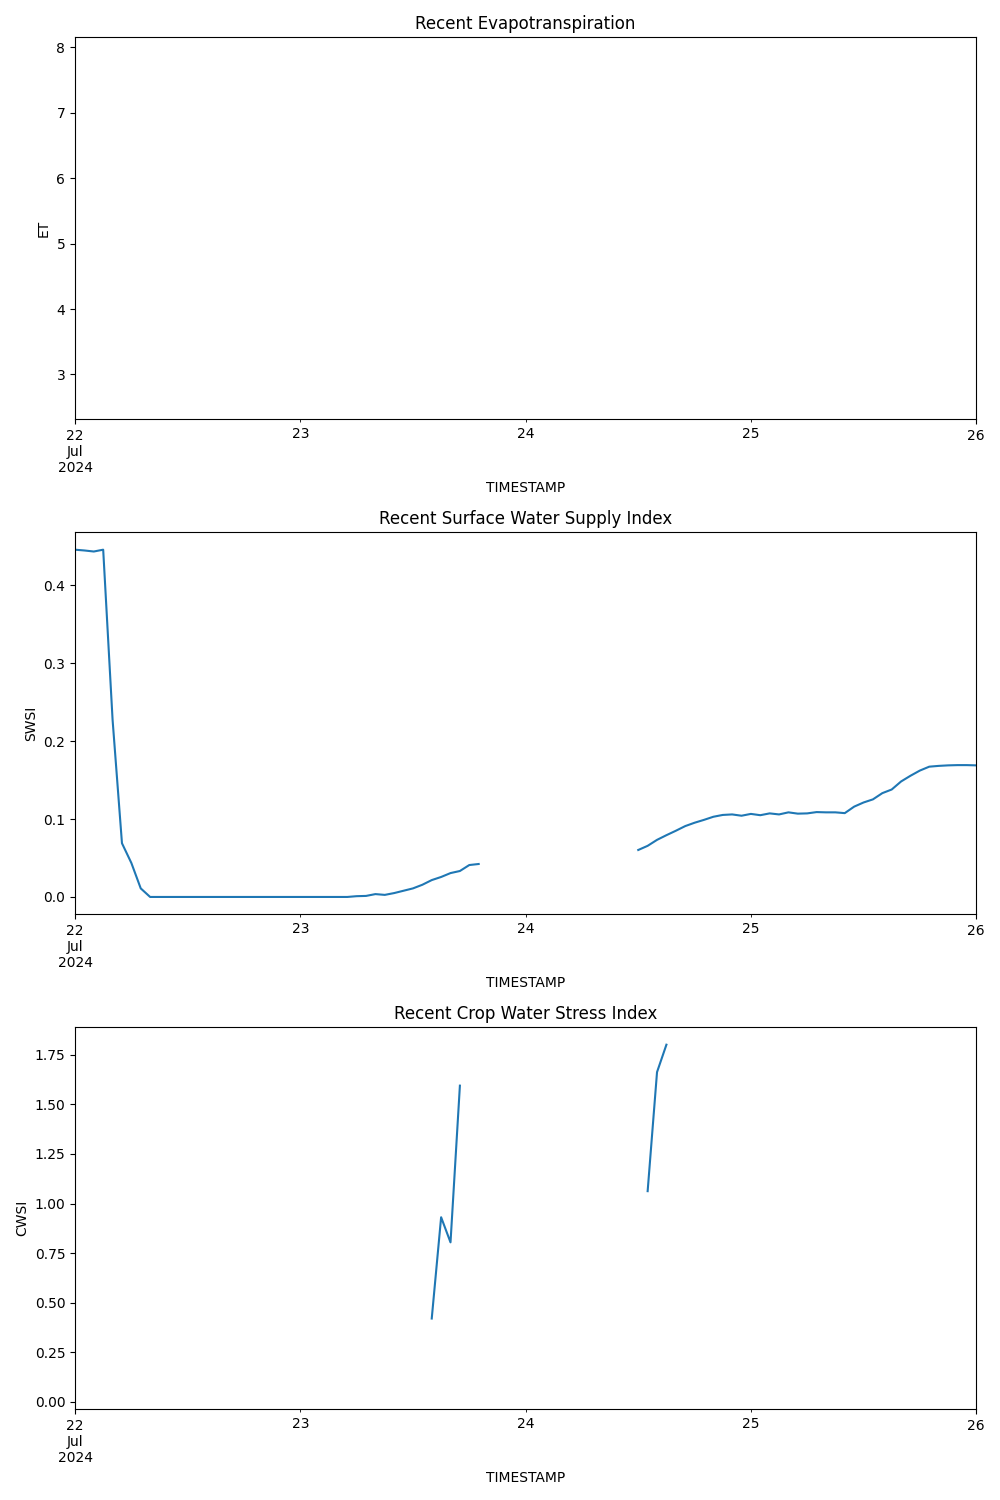 Recent Evapotranspiration
8
7
6
5
4
3
ET
22 23 24 25 26
Jul
2024
TIMESTAMP
Recent Surface Water Supply Index
0.4
0.3
0.2
0.1
0.0
SWSI
22 23 24 25 26
Jul
2024
TIMESTAMP
Recent Crop Water Stress Index
1.75
1.50
1.25
1.00
0.75
0.50
0.25
0.00
CWSI
22 23 24 25 26
Jul
2024
TIMESTAMP